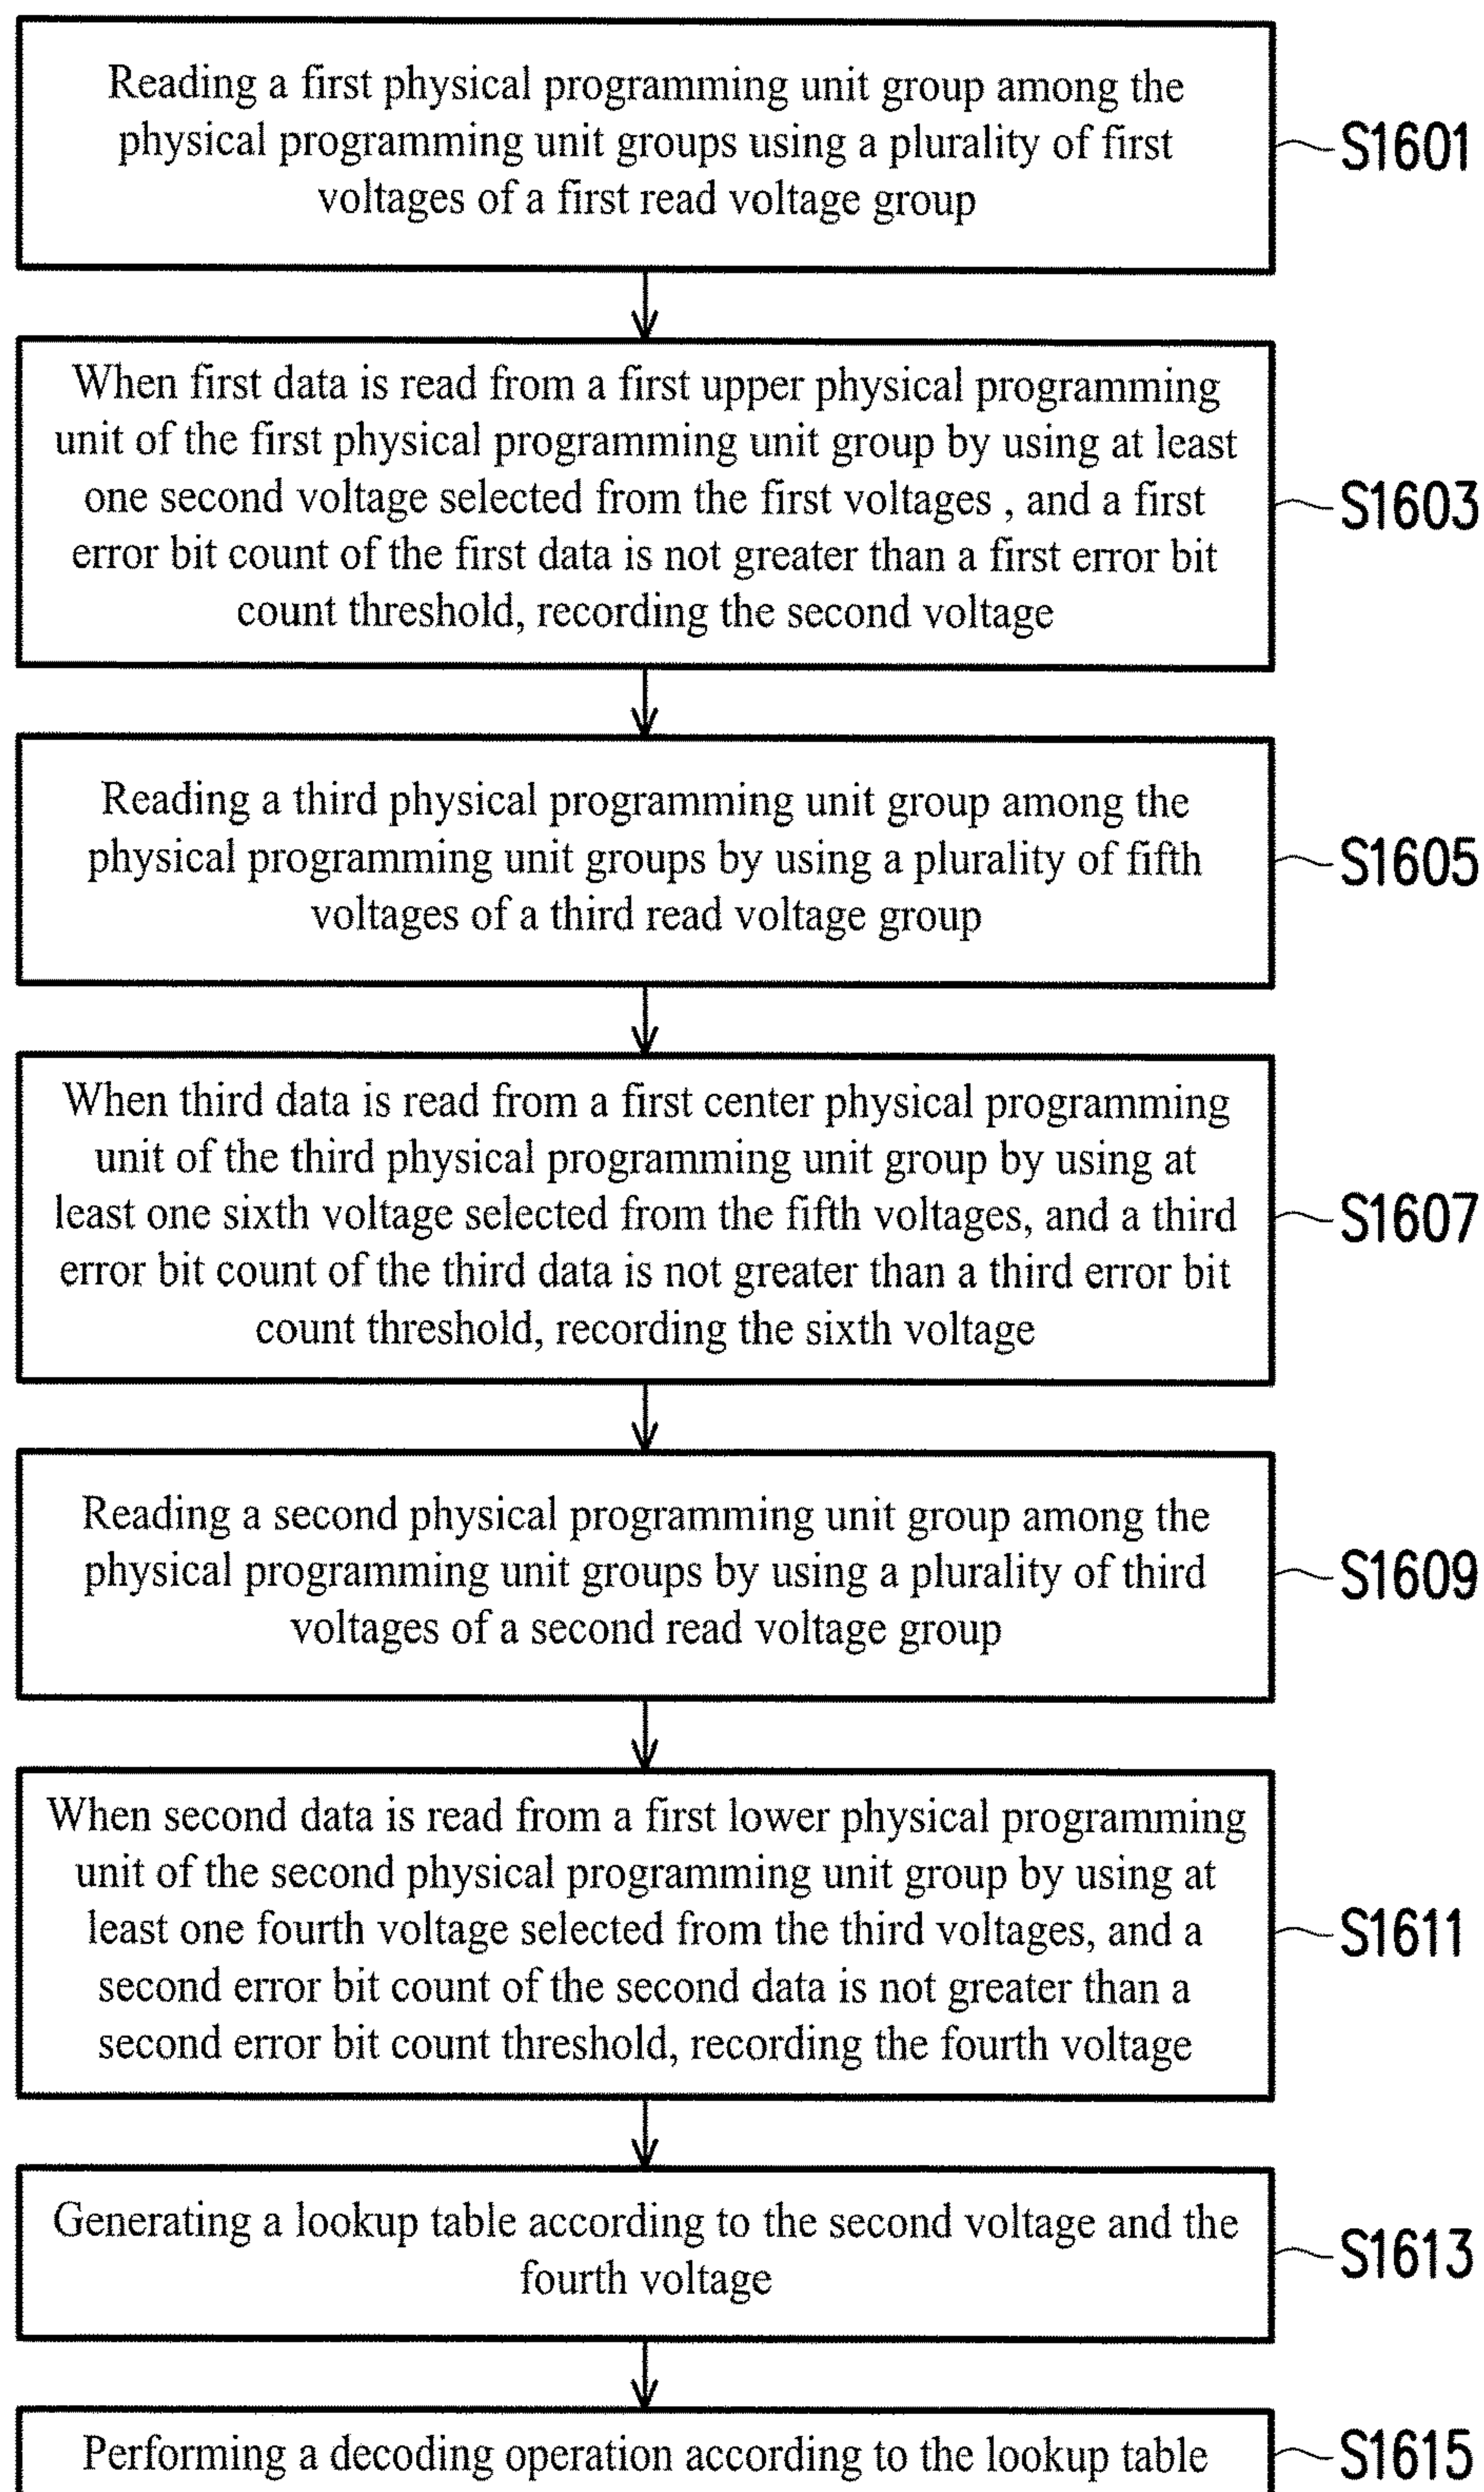 Reading a first physical programming unit group among the
physical programming unit groups using a plurality of first
voltages of a first read voltage group
S1601
When first data is read from a first upper physical programming
unit of the first physical programming unit group by using at least
one second voltage selected from the first voltages , and a first
error bit count of the first data is not greater than a first error bit
count threshold, recording the second voltage
S1603
Reading a third physical programming unit group among the
physical programming unit groups by using a plurality of fifth
voltages of a third read voltage group
S1605
When third data is read from a first center physical programming
unit of the third physical programming unit group by using at
least one sixth voltage selected from the fifth voltages, and a third
error bit count of the third data is not greater than a third error bit
count threshold, recording the sixth voltage
S1607
Reading a second physical programming unit group among the
physical programming unit groups by using a plurality of third
voltages of a second read voltage group
S1609
When second data is read from a first lower physical programming
unit of the second physical programming unit group by using at
least one fourth voltage selected from the third voltages, and a
second error bit count of the second data is not greater than a
second error bit count threshold, recording the fourth voltage
S1611
Generating a lookup table according to the second voltage and the
fourth voltage
S1613
Performing a decoding operation according to the lookup table
S1615